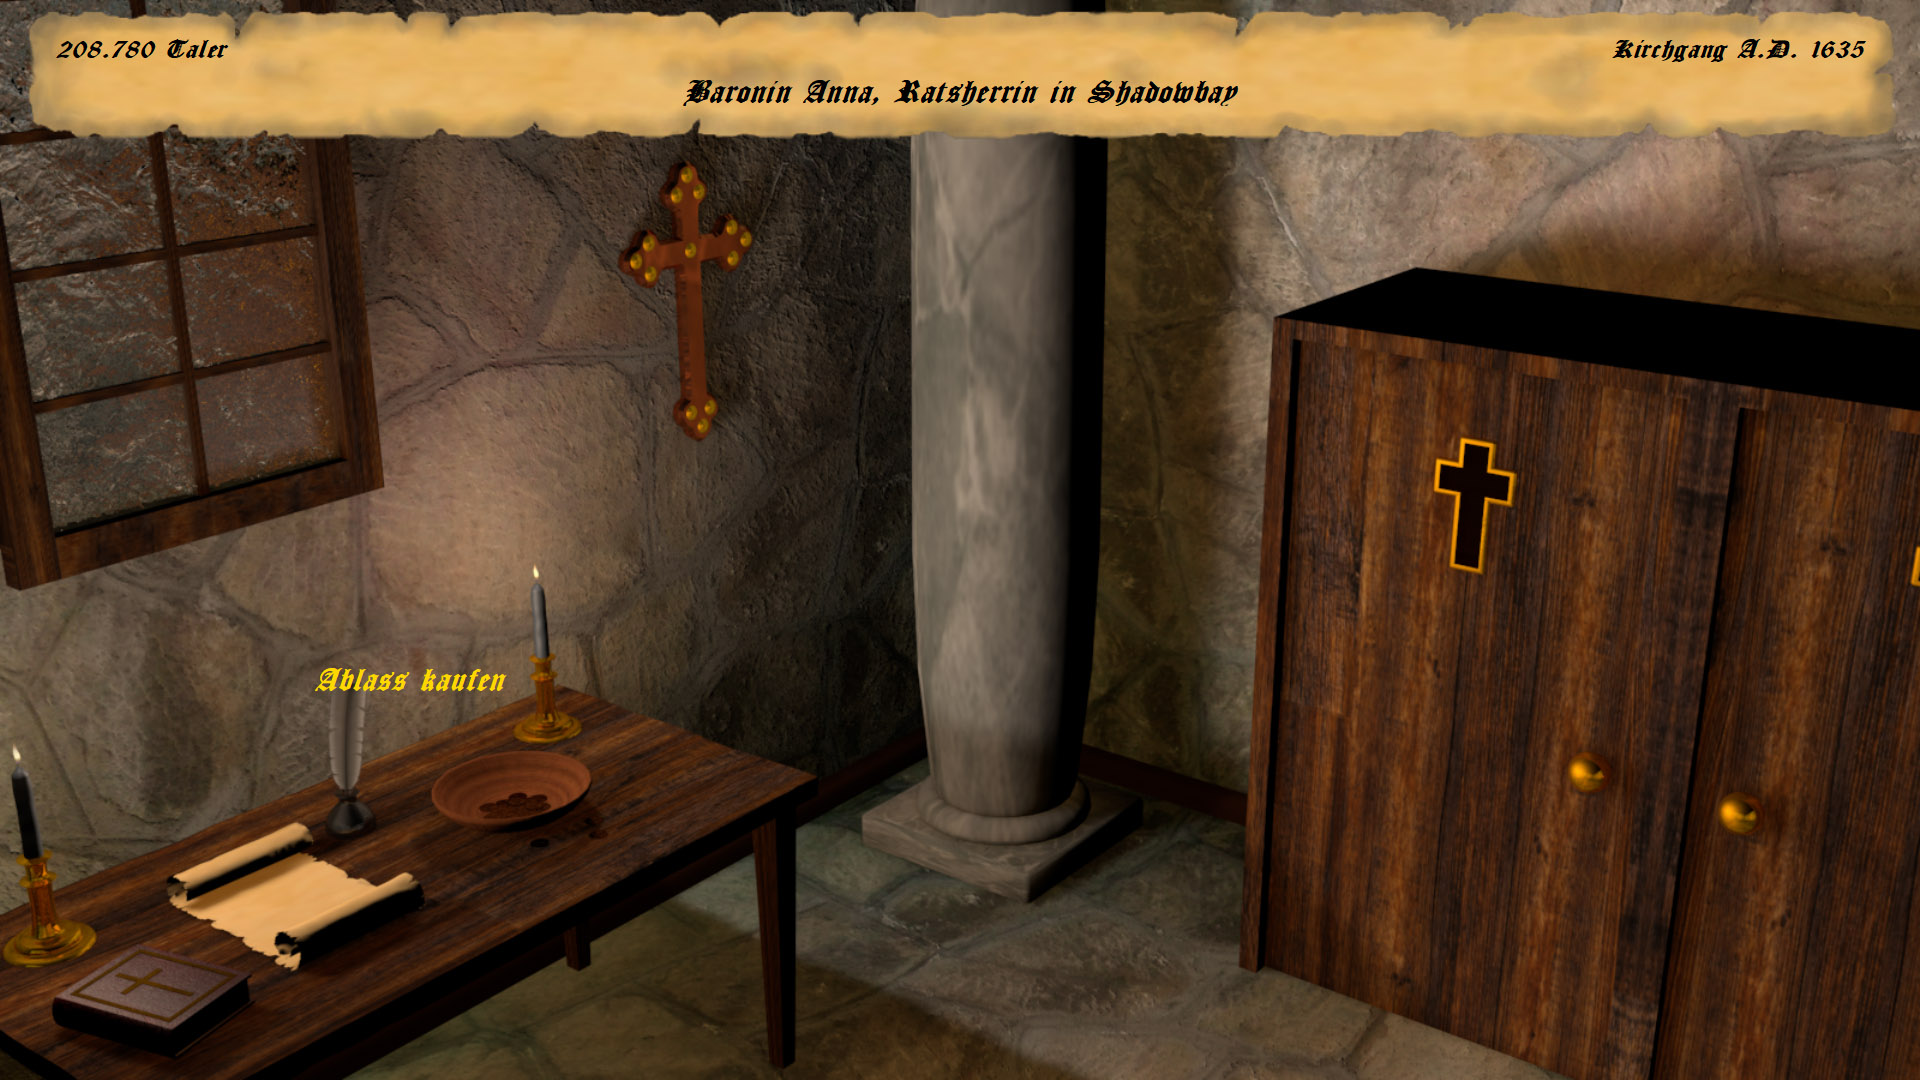 208.780 Taler
Kirchgang A.D. 1635
Baronin Anna, Ratsherrin in Shadowbay
Ablass kaufen